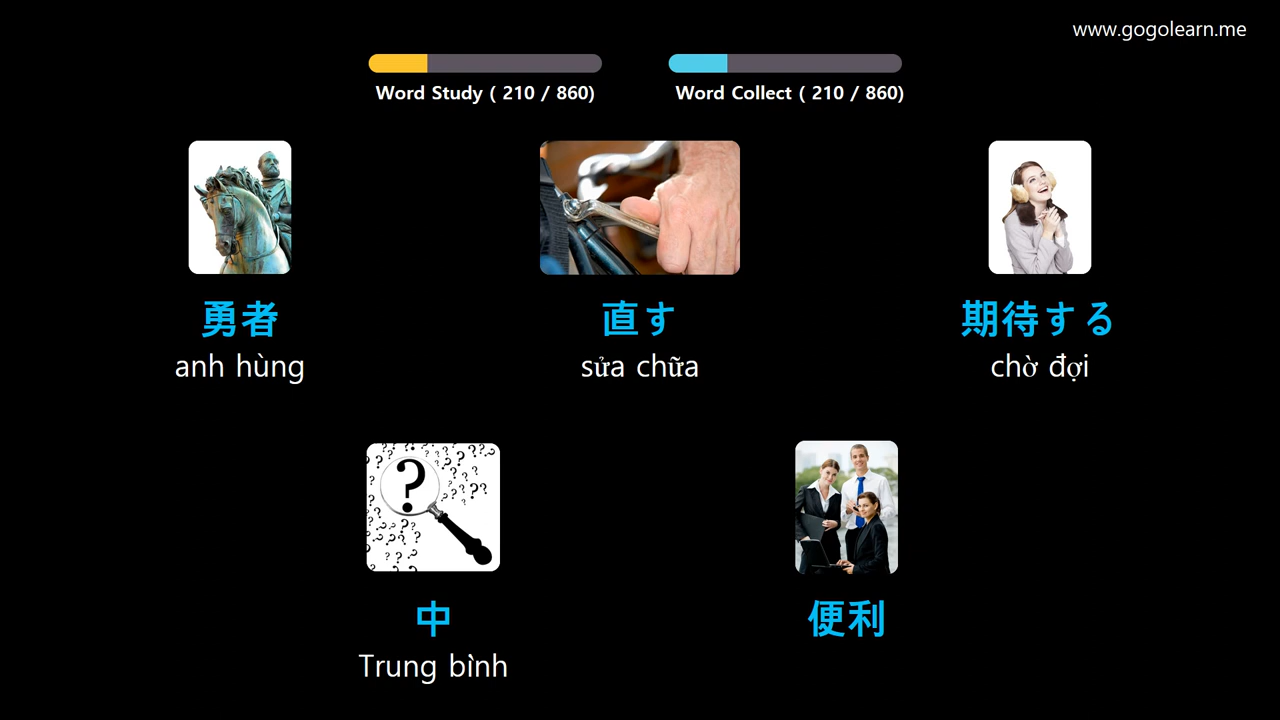 www.gogolearn.me
Word Study ( 210 / 860)
Word Collect ( 210 / 860)
勇者
anh hùng
直す
sửa chữa
期待する
chờ đợi
中
Trung bình
便利